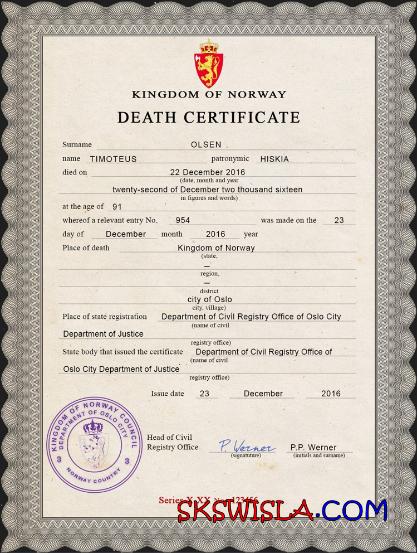 KINGDOM OF NORWAY
DEATH CERTIFICATE
Surname OLSEN .
name TIMOTEUS patronymic HISKIA
died on 22 December 2016
(date, month and year
twenty-second of December two thousand sixteen
in figures and words)
at the age of 91
whereof a relevant entry No. 954 was made on the 23
day of December month 2016 year
Place of death Kingdom of Norway
(state,
—
region,
—
district
city of Oslo
city, village)
Place of state registration Department of Civil Registry Office of Oslo City
(name of civil
Department of Justice
registry office)
State body that issued the certificate Department of Civil Registry Office of
(name of civil
Oslo City Department of Justice
registry office)
Issue date 23 December 2016
KINGDOM OF NORWAY COUNCIL
DEPARTMENT OF OSLO CITY
3 3
NORWAY COUNTRY
Head of Civil
Registry Office P. Werner P.P. Werner
(signature) (initials and surname)
Series X-XX 123456
SKSWISLA.COM